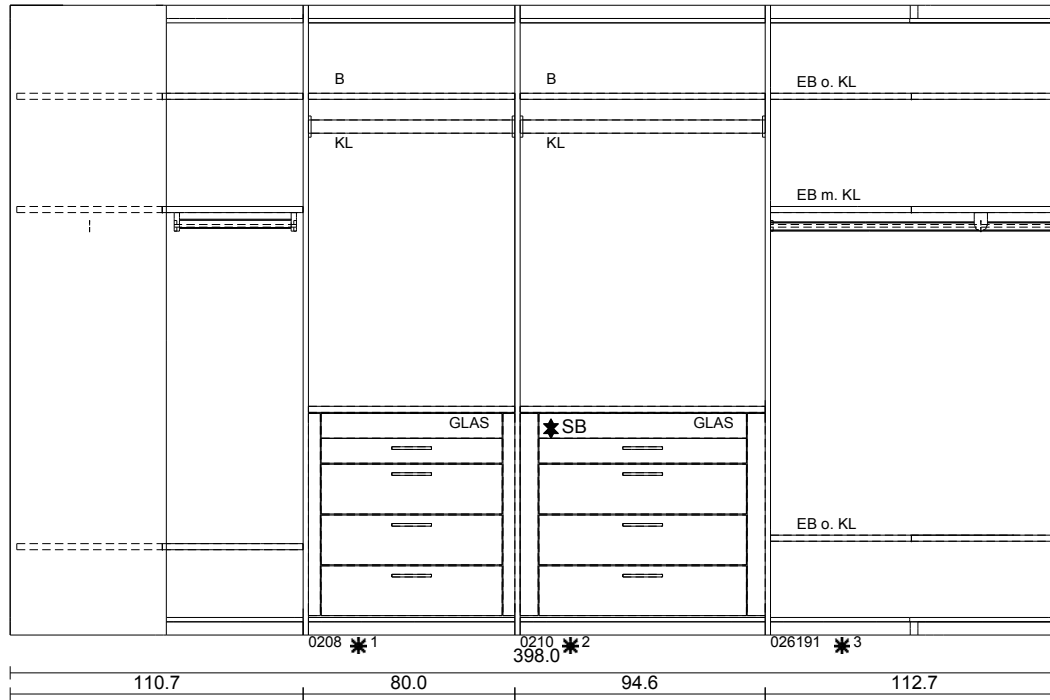 B
B
EB o. KL
KL
KL
EB m. KL
GLAS
SB
GLAS
EB o. KL
0208 1
0210 2
026191 3
398.0
110.7
80.0
94.6
112.7